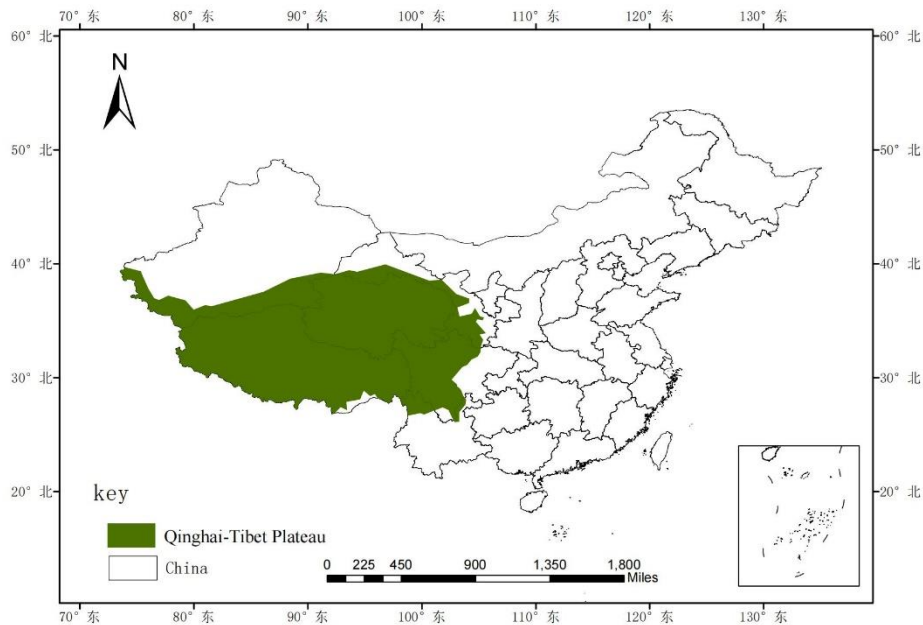 70° 东 80° 东 90° 东 100° 东 110° 东 120° 东 130° 东
60° 北 60° 北
N
50° 北 50° 北
40° 北 40° 北
30° 北 30° 北
20° 北 20° 北
key
Qinghai-Tibet Plateau
China
0 225 450 900 1,350 1,800
Miles
70° 东 80° 东 90° 东 100° 东 110° 东 120° 东 130° 东